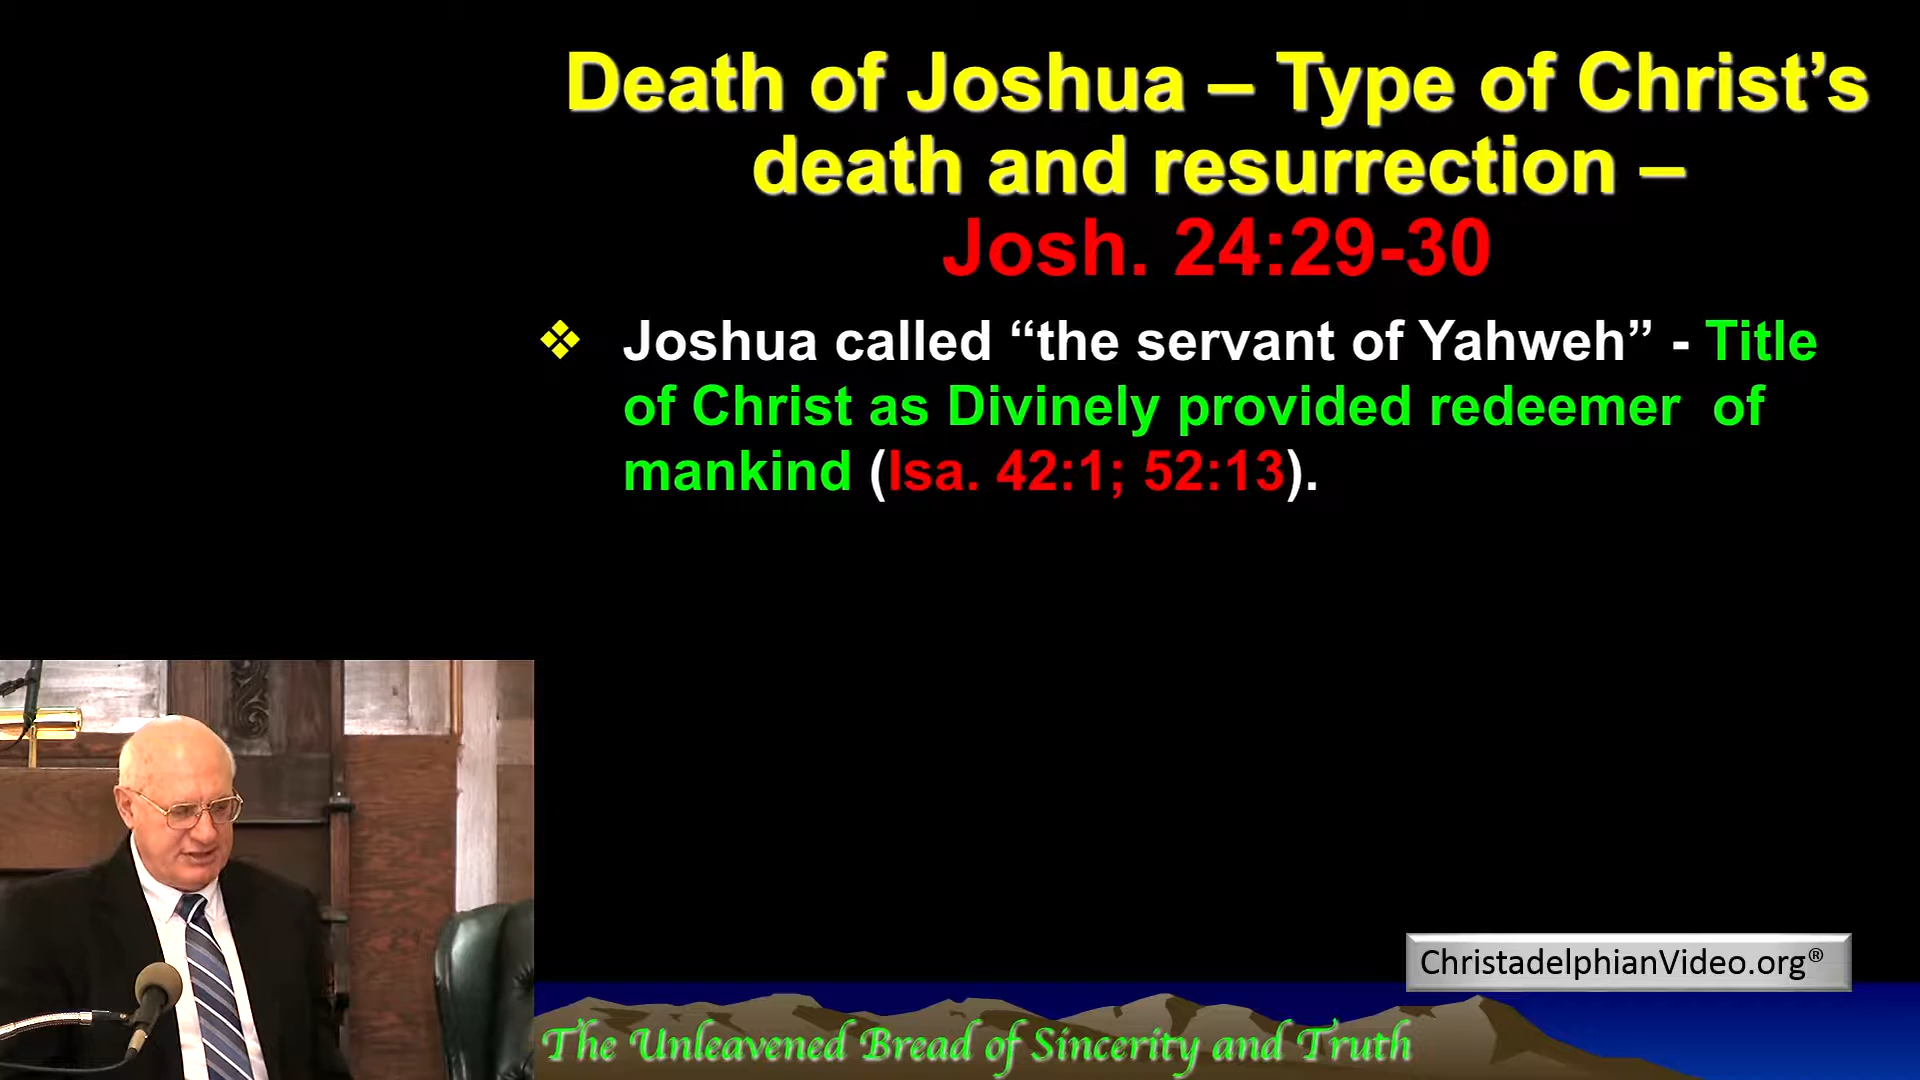 Death of Joshua – Type of Christ’s
death and resurrection –
Josh. 24:29-30
Joshua called “the servant of Yahweh” - Title
of Christ as Divinely provided redeemer of
mankind (Isa. 42:1; 52:13).
ChristadelphianVideo.org®
The Unleavened Bread of Sincerity and Truth